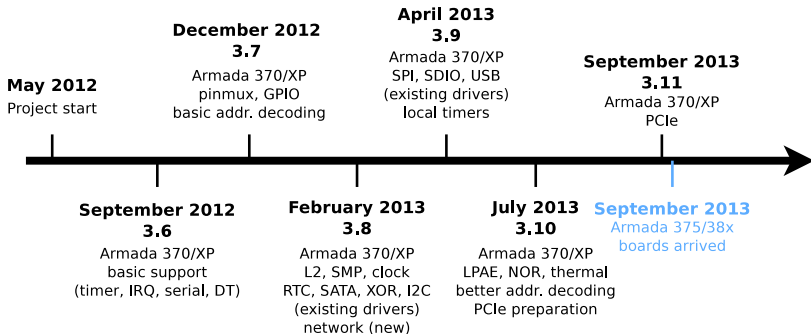 May 2012
Project start
September 2012
3.6
Armada 370/XP
basic support
(timer, IRQ, serial, DT)
December 2012
3.7
Armada 370/XP
pinmux, GPIO
basic addr. decoding
February 2013
3.8
Armada 370/XP
L2, SMP, clock
RTC, SATA, XOR, I2C
(existing drivers)
network (new)
April 2013
3.9
Armada 370/XP
SPI, SDIO, USB
(existing drivers)
local timers
July 2013
3.10
Armada 370/XP
LPAE, NOR, thermal
better addr. decoding
PCIe preparation
September 2013
3.11
Armada 370/XP
PCIe
September 2013
Armada 375/38x
boards arrived